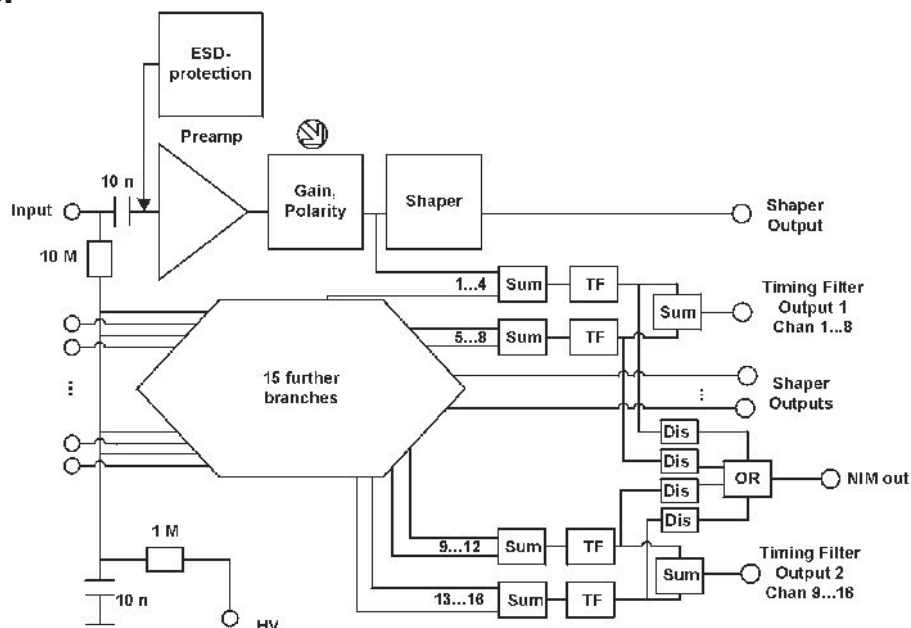 ESD-
protection
Preamp
10 n
Gain,
Polarity
Shaper
Input
Shaper
Output
10 M
1...4
Sum
TF
Timing Filter
Output 1
Chan 1...8
Sum
5...8
Sum
TF
15 further
branches
Shaper
Outputs
...
...
Dis
Dis
OR
NIM out
Dis
Dis
1 M
9...12
Sum
TF
Timing Filter
Output 2
Chan 9...16
Sum
10 n
13...16
Sum
TF
HV